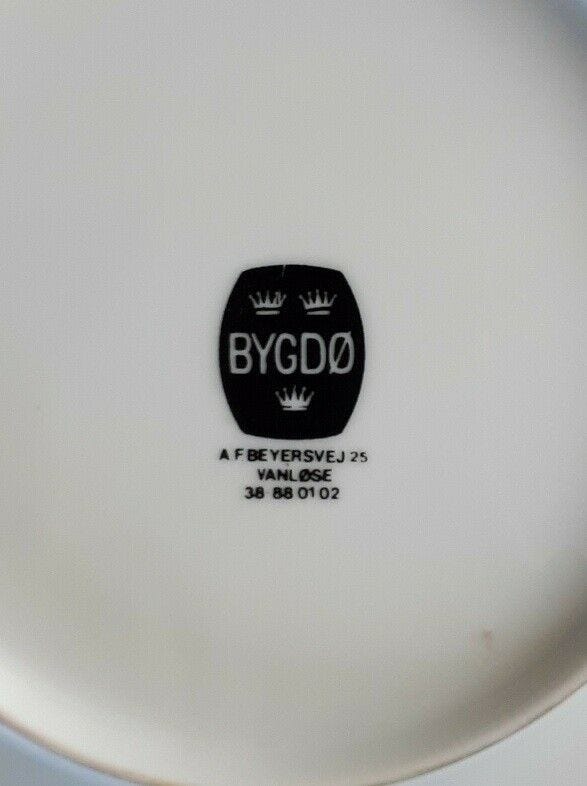 BYGDØ
A F BEYERSVEJ 25
VANLØSE
38 88 01 02